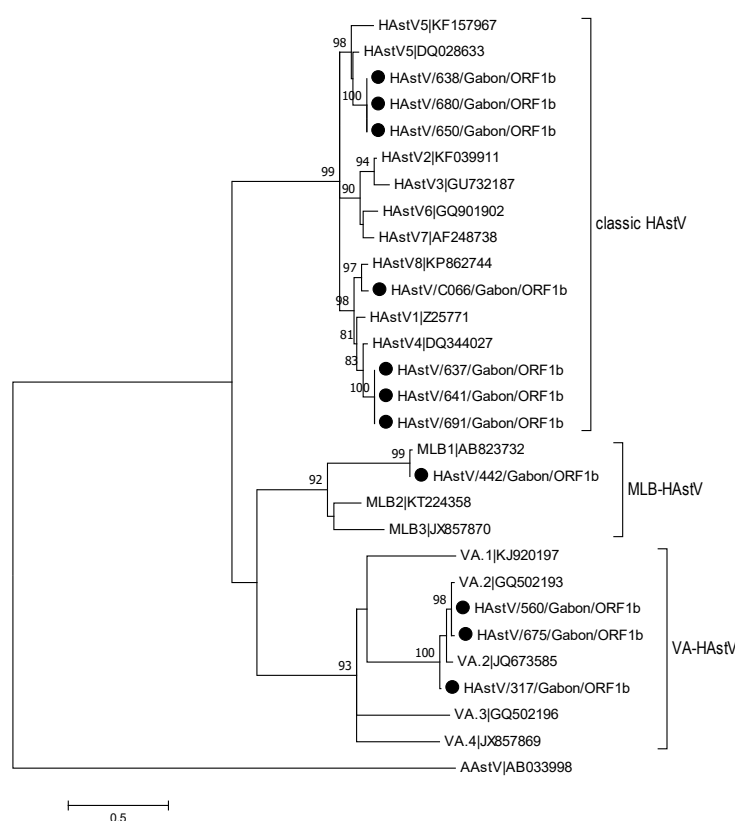 HAstV5|KF157967
98
HAstV5|DQ028633
HAstV/638/Gabon/ORF1b
100
HAstV/680/Gabon/ORF1b
HAstV/650/Gabon/ORF1b
94
HAstV2|KF039911
99
90
HAstV3|GU732187
HAstV6|GQ901902
classic HAstV
HAstV7|AF248738
97
HAstV8|KP862744
HAstV/C066/Gabon/ORF1b
98
HAstV1|Z25771
81
HAstV4|DQ344027
83
HAstV/637/Gabon/ORF1b
100
HAstV/641/Gabon/ORF1b
HAstV/691/Gabon/ORF1b
99
MLB1|AB823732
92
HAstV/442/Gabon/ORF1b
MLB-HAstV
MLB2|KT224358
MLB3|JX857870
VA.1|KJ920197
VA.2|GQ502193
98
HAstV/560/Gabon/ORF1b
HAstV/675/Gabon/ORF1b
VA-HAstV
100
VA.2|JQ673585
93
HAstV/317/Gabon/ORF1b
VA.3|GQ502196
VA.4|JX857869
AAstV|AB033998
0.5